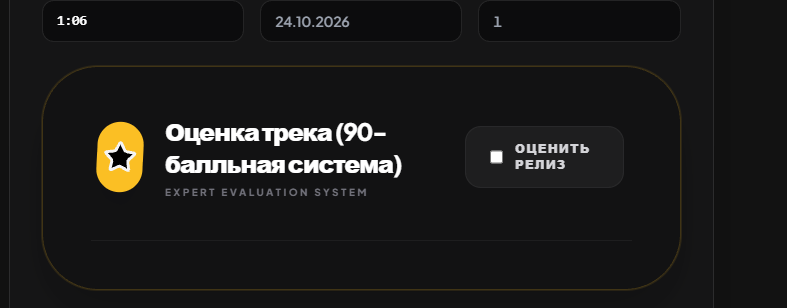 1:06
24.10.2026
1
Оценка трека (90-
балльная система)
EXPERT EVALUATION SYSTEM
ОЦЕНИТЬ
РЕЛИЗ